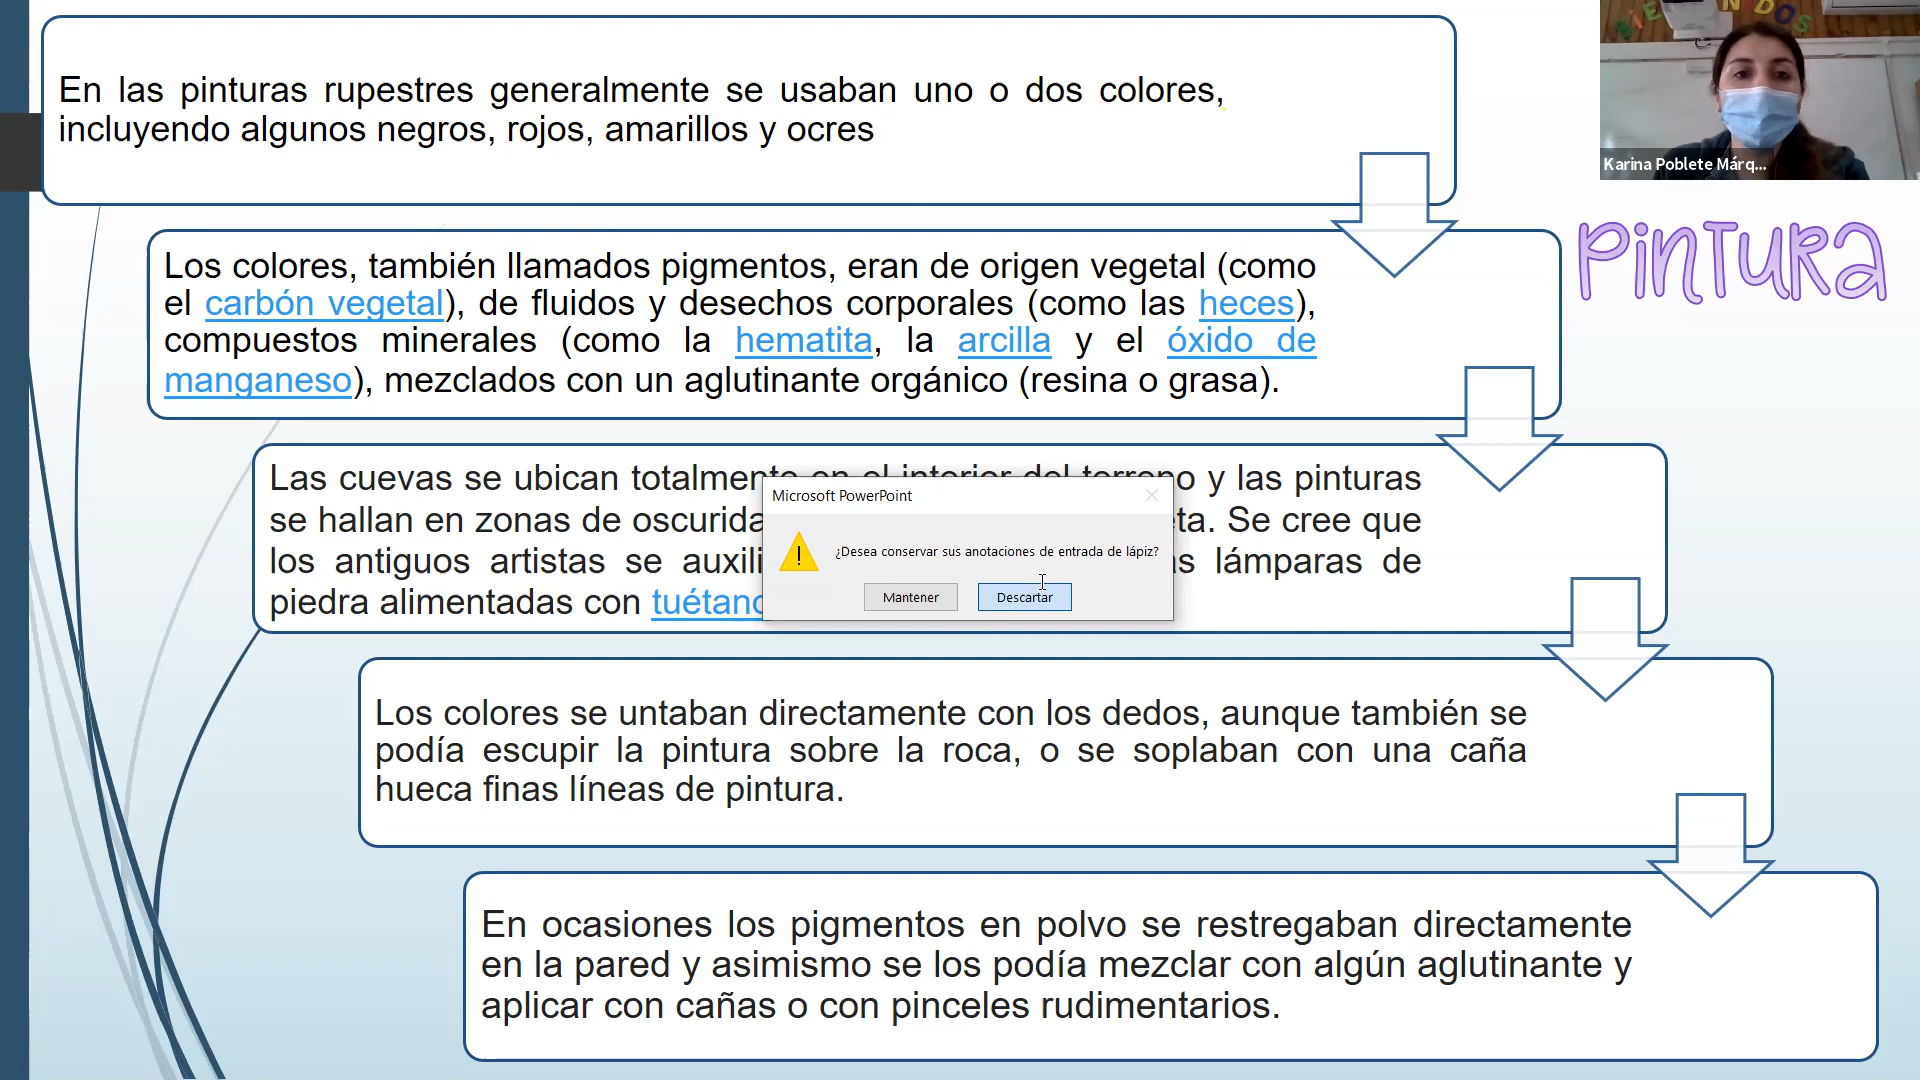 BIENVENIDOS
Karina Poblete Márq...
PINTURA
En las pinturas rupestres generalmente se usaban uno o dos colores,
incluyendo algunos negros, rojos, amarillos y ocres
Los colores, también llamados pigmentos, eran de origen vegetal (como
el carbón vegetal), de fluidos y desechos corporales (como las heces),
compuestos minerales (como la hematita, la arcilla y el óxido de
manganeso), mezclados con un aglutinante orgánico (resina o grasa).
Las cuevas se ubican totalmente en el interior del terreno y las pinturas
se hallan en zonas de Se cree que
los antiguos artistas se lámparas de
piedra alimentadas con
Microsoft PowerPoint
¿Desea conservar sus anotaciones de entrada de lápiz?
Mantener Descartar
Los colores se untaban directamente con los dedos, aunque también se
podía escupir la pintura sobre la roca, o se soplaban con una caña
hueca finas líneas de pintura.
En ocasiones los pigmentos en polvo se restregaban directamente
en la pared y asimismo se los podía mezclar con algún aglutinante y
aplicar con cañas o con pinceles rudimentarios.